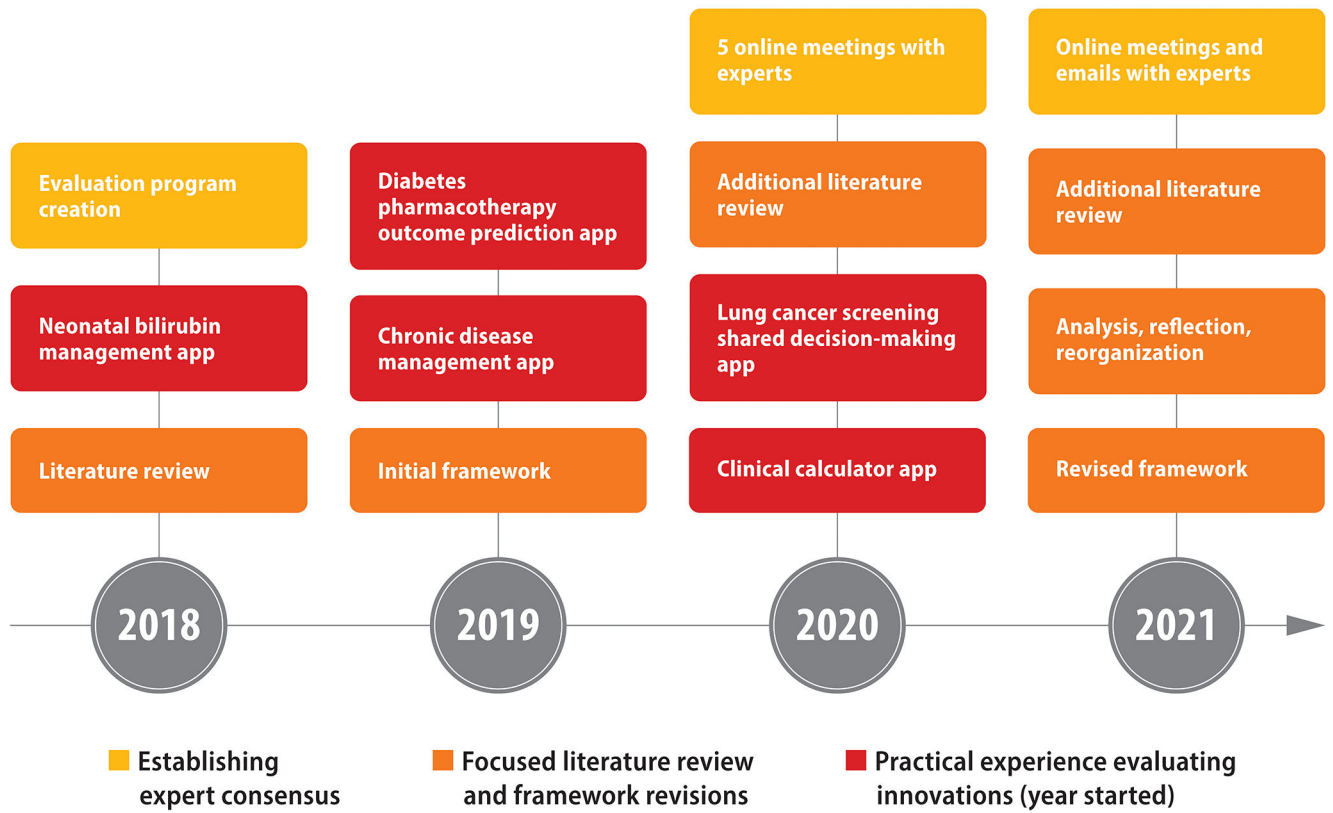 Evaluation program
creation
Neonatal bilirubin
management app
Literature review
2018
Diabetes
pharmacotherapy
outcome prediction app
Chronic disease
management app
Initial framework
2019
5 online meetings with
experts
Additional literature
review
Lung cancer screening
shared decision-making
app
Clinical calculator app
2020
Online meetings and
emails with experts
Additional literature
review
Analysis, reflection,
reorganization
Revised framework
2021
Establishing
expert consensus
Focused literature review
and framework revisions
Practical experience evaluating
innovations (year started)